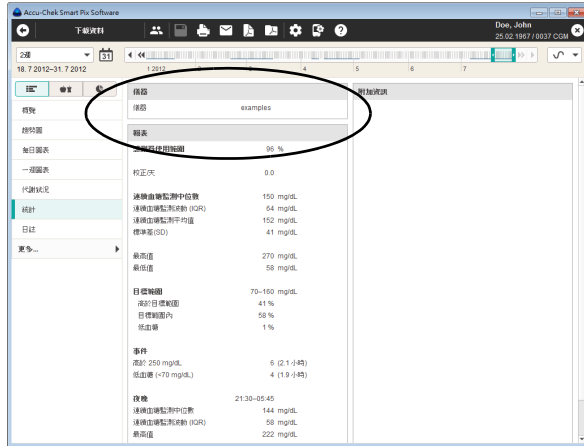 Accu-Chek Smart Pix Software
下載資料
Doe, John
25.02.1967 / 0037 CGM
2週
31
18. 7 2012–31. 7 2012
1 2012
4
5
6
7
儀器
儀器 examples
附加資訊
概覽
趨勢圖
每日圖表
一週圖表
代謝狀況
統計
日誌
更多...
報表
96 %
校正/天 0.0
連續血糖監測中位數 150 mg/dL
連續血糖監測波動 (IQR) 64 mg/dL
連續血糖監測平均值 152 mg/dL
標準差(SD) 41 mg/dL
最高值 270 mg/dL
最低值 58 mg/dL
目標範圍 70–160 mg/dL
高於目標範圍 41 %
目標範圍內 58 %
低血糖 1 %
事件
高於 250 mg/dL 6 (2.1 小時)
低血糖 (<70 mg/dL) 4 (1.9 小時)
夜晚 21:30–05:45
連續血糖監測中位數 144 mg/dL
連續血糖監測波動 (IQR) 58 mg/dL
最高值 222 mg/dL